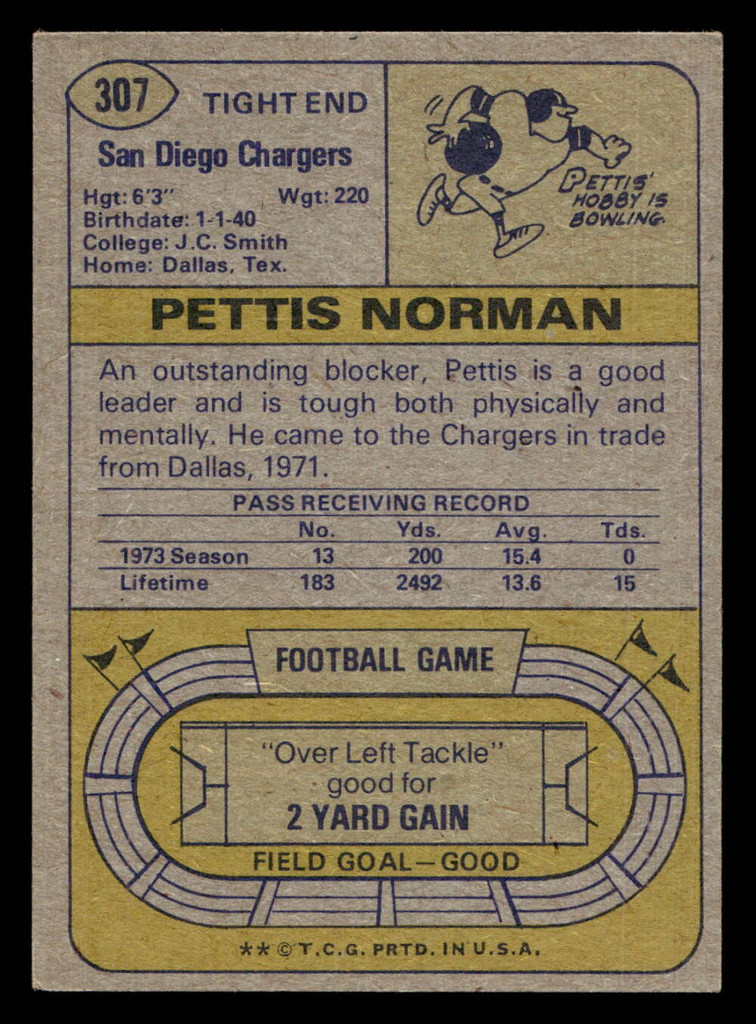 307 TIGHT END
San Diego Chargers
Hgt: 6'3" Wgt: 220
Birthdate: 1-1-40
College: J.C. Smith
Home: Dallas, Tex.
PETTIS'
HOBBY IS
BOWLING.
PETTIS NORMAN
An outstanding blocker, Pettis is a good
leader and is tough both physically and
mentally. He came to the Chargers in trade
from Dallas, 1971.
PASS RECEIVING RECORD
No. Yds. Avg. Tds.
1973 Season 13 200 15.4 0
Lifetime 183 2492 13.6 15
FOOTBALL GAME
"Over Left Tackle"
good for
2 YARD GAIN
FIELD GOAL—GOOD
** © T.C.G. PRTD. IN U.S.A.